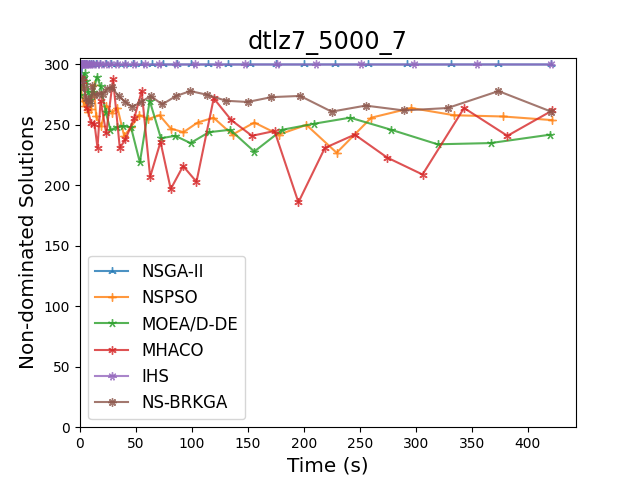 dtlz7_5000_7
Non-dominated Solutions
300
250
200
150
100
50
0
NSGA-II
NSPSO
MOEA/D-DE
MHACO
IHS
NS-BRKGA
0 50 100 150 200 250 300 350 400
Time (s)